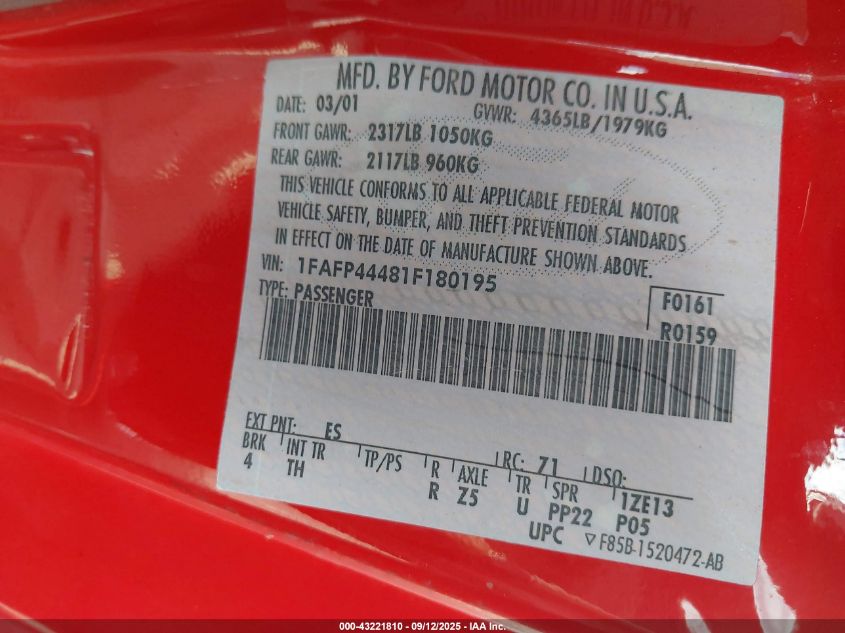 MFD. BY FORD MOTOR CO. IN U.S.A.
DATE: 03/01 GVWR: 4365LB/1979KG
FRONT GAWR: 2317LB 1050KG
REAR GAWR: 2117LB 960KG
THIS VEHICLE CONFORMS TO ALL APPLICABLE FEDERAL MOTOR
VEHICLE SAFETY, BUMPER, AND THEFT PREVENTION STANDARDS
IN EFFECT ON THE DATE OF MANUFACTURE SHOWN ABOVE.
VIN: 1FAFP44481F180195
TYPE: PASSENGER
F0161
R0159
EXT PNT: ES RC: 71 DSO:
BRK INT TR TP/PS R AXLE TR SPR 1ZE13
4 TH R Z5 U PP22 P05
UPC ▽F85B-1520472-AB
000-43221810 - 09/12/2025 - IAA Inc.